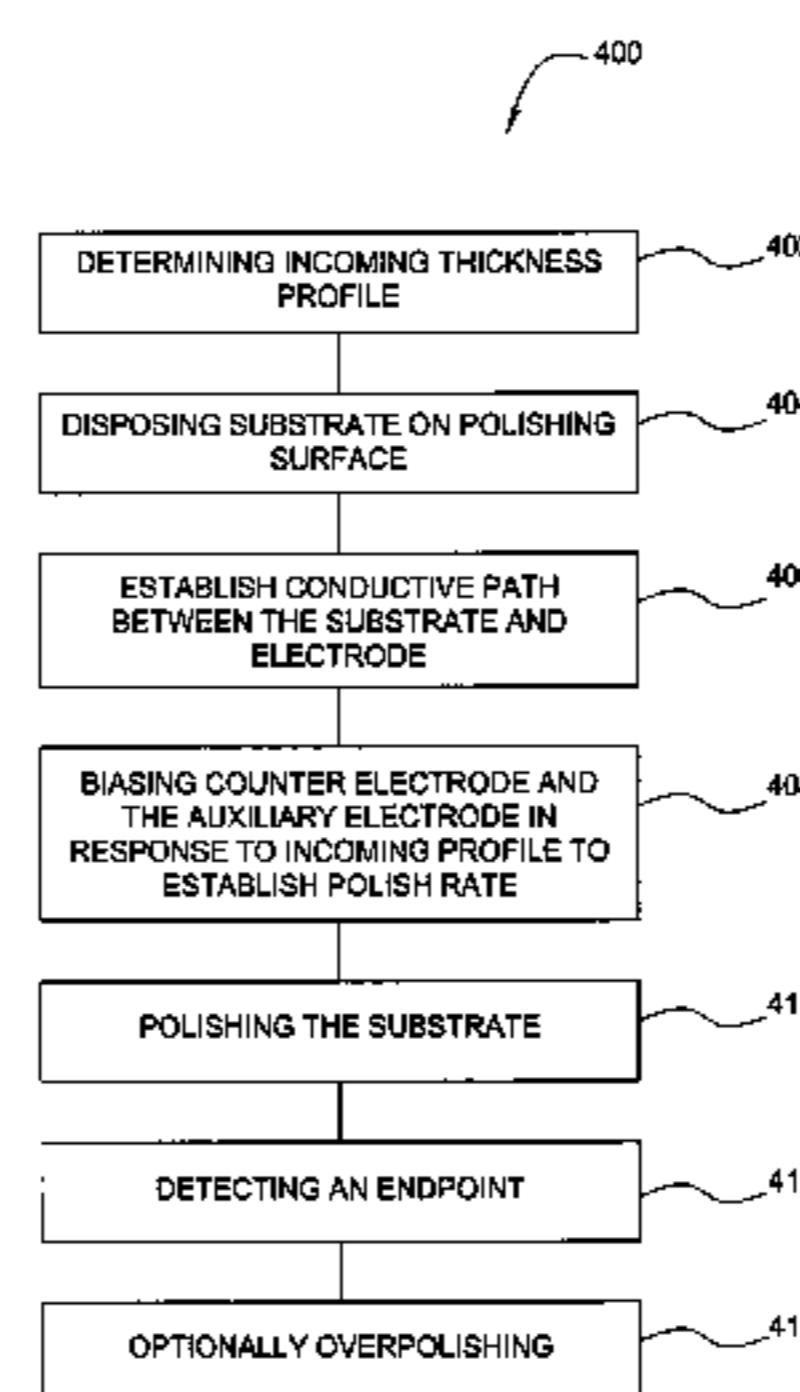 400
DETERMINING INCOMING THICKNESS
PROFILE
DISPOSING SUBSTRATE ON POLISHING
SURFACE
ESTABLISH CONDUCTIVE PATH
BETWEEN THE SUBSTRATE AND
ELECTRODE
BIASING COUNTER ELECTRODE AND
THE AUXILIARY ELECTRODE IN
RESPONSE TO INCOMING PROFILE TO
ESTABLISH POLISH RATE
POLISHING THE SUBSTRATE
DETECTING AN ENDPOINT
OPTIONALLY OVERPOLISHING